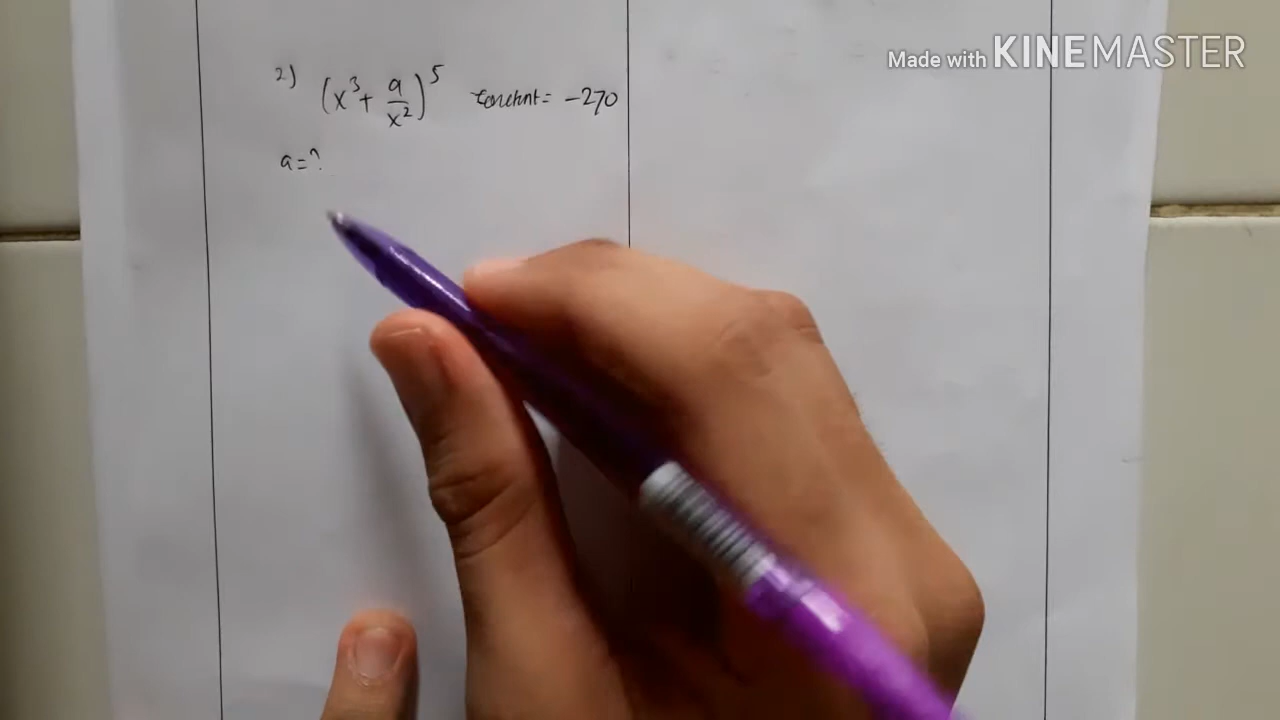 Made with KINEMASTER
2) (x³ + a/x²)⁵ constant = -270
a = ?